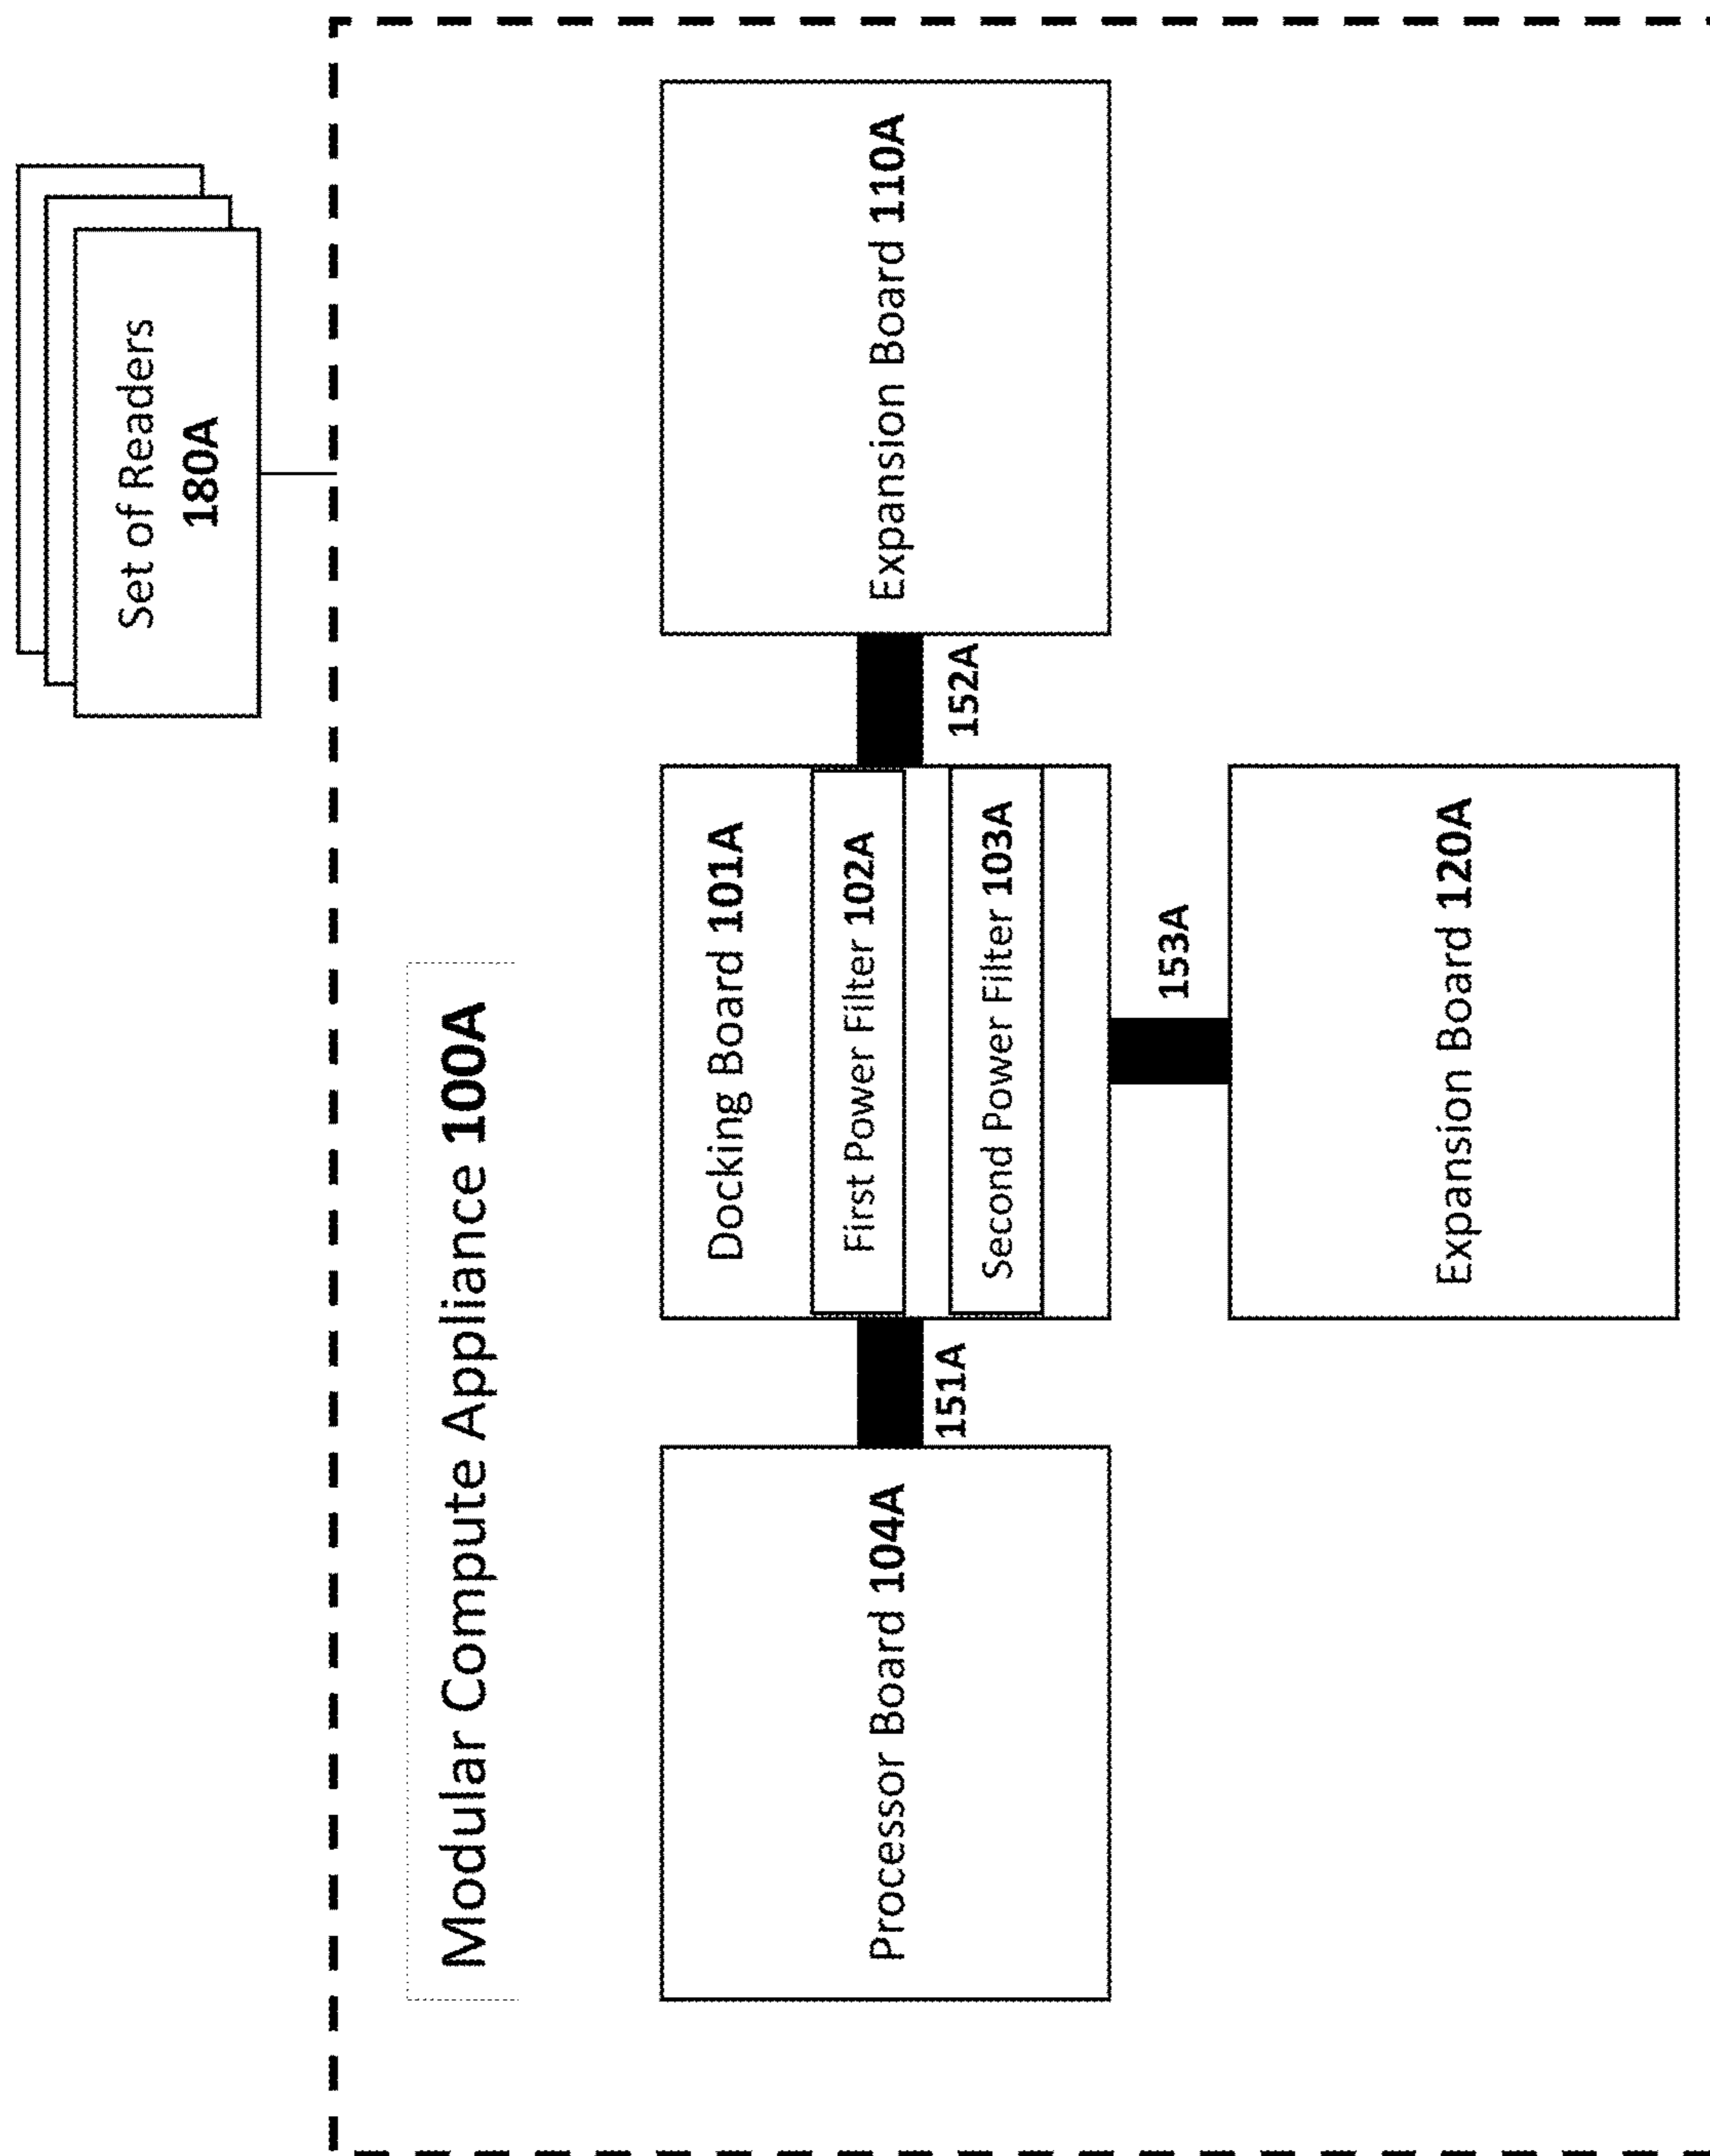 Set of Readers
180A
Modular Compute Appliance 100A
Processor Board 104A
151A
Docking Board 101A
First Power Filter 102A
Second Power Filter 103A
152A
Expansion Board 110A
153A
Expansion Board 120A